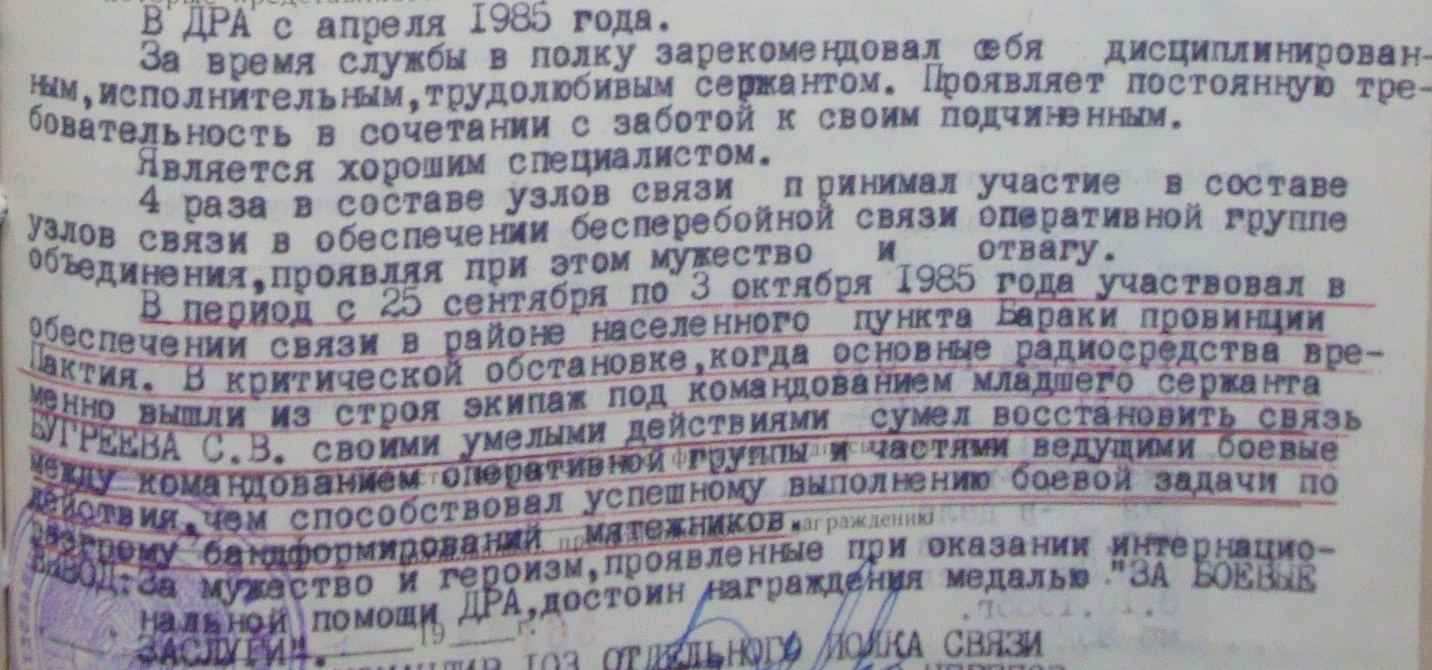 В ДРА с апреля 1985 года.
За время службы в полку зарекомендовал себя дисциплинирован-
ным,исполнительным,трудолюбивым сержантом. Проявляет постоянную тре-
бовательность в сочетании с заботой к своим подчиненным.
Является хорошим специалистом.
4 раза в составе узлов связи принимал участие в составе
узлов связи в обеспечении бесперебойной связи оперативной группе
объединения,проявляя при этом мужество и отвагу.
В период с 25 сентября по 3 октября 1985 года участвовал в
обеспечении связи в районе населенного пункта Бараки провинции
Пактия. В критической обстановке,когда основные радиосредства вре-
менно вышли из строя экипаж под командованием младшего сержанта
БУГРЕЕВА С.В. своими умелыми действиями сумел восстановить связь
между командованием оперативной группы и частями ведущими боевые
действия,чем способствовал успешному выполнению боевой задачи по
разгрому бандформирований мятежников.
награждению
ВЫВОД:За мужество и героизм,проявленные при оказании интернацио-
нальной помощи ДРА,достоин награждения медалью "ЗА БОЕВЫЕ
ЗАСЛУГИ".
19 г.
КОМАНДИР 103 ОТДЕЛЬНОГО ПОЛКА СВЯЗИ